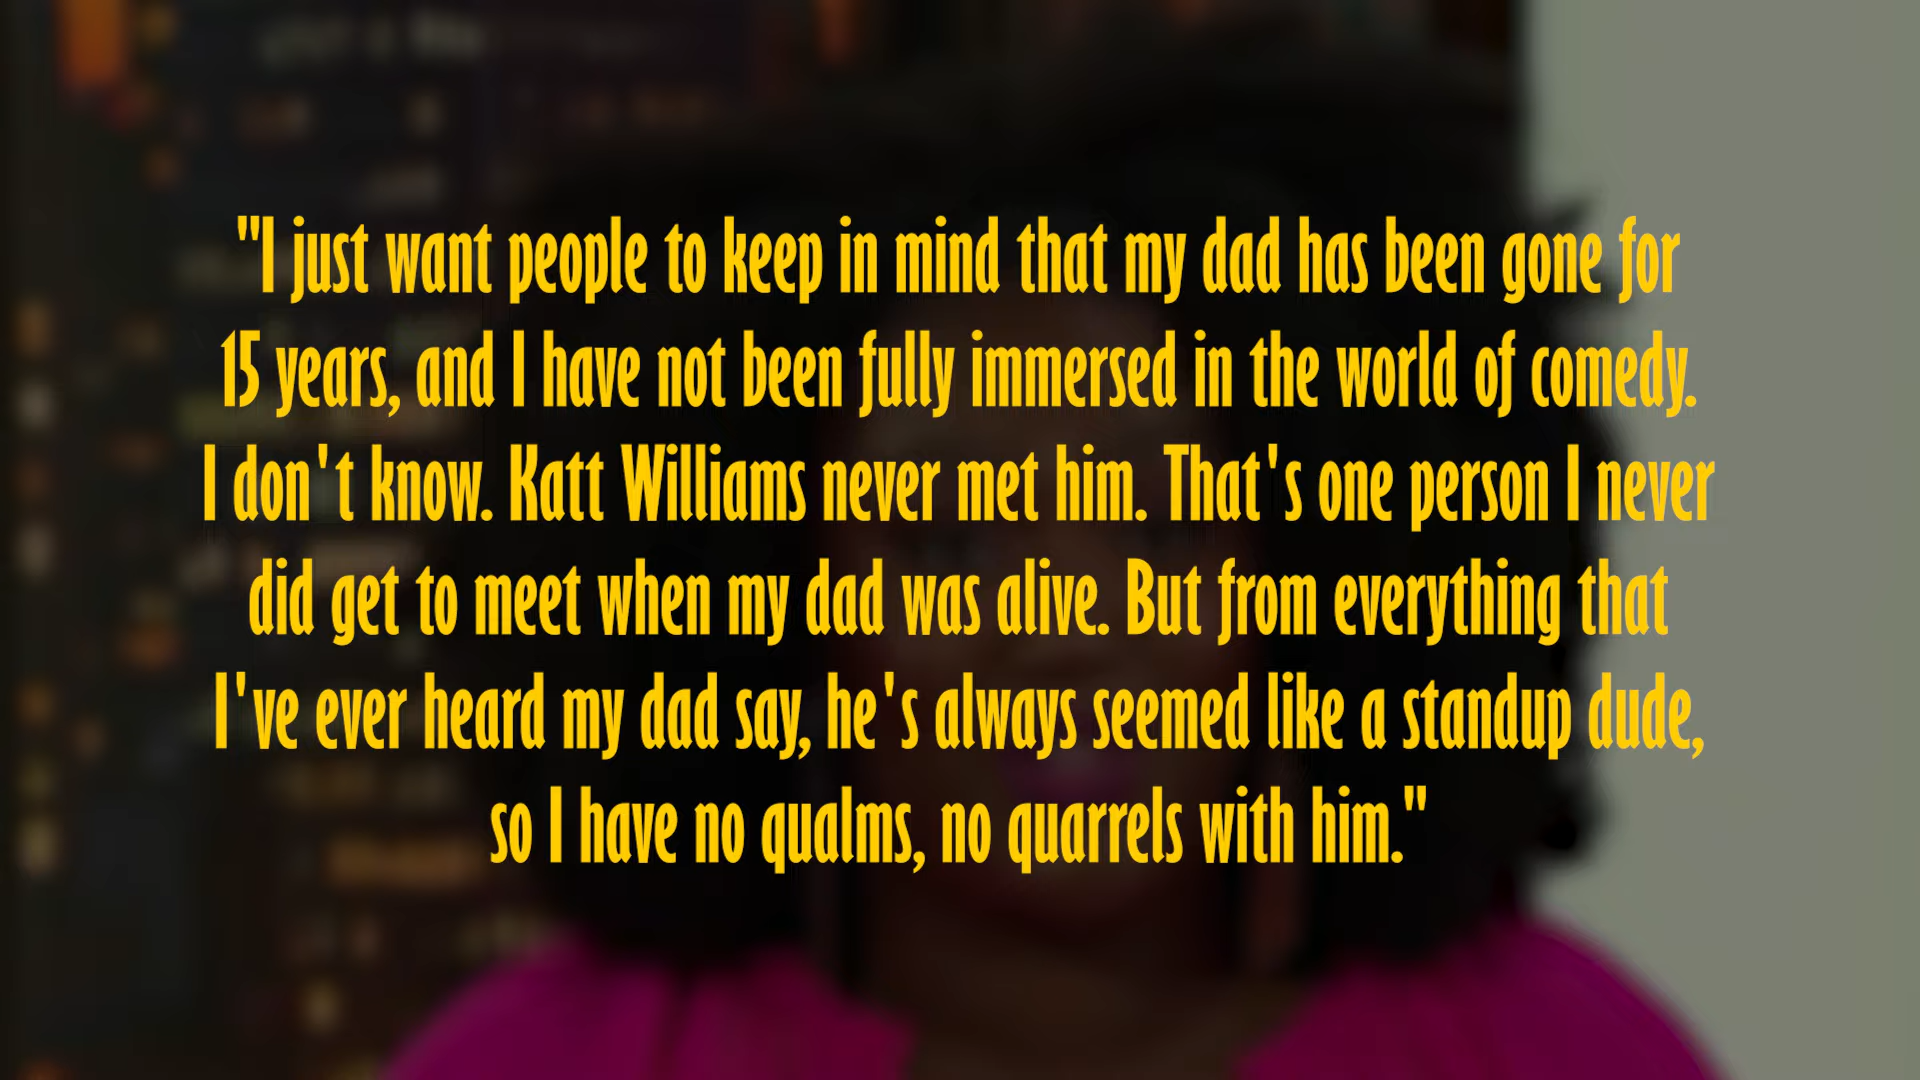 "I just want people to keep in mind that my dad has been gone for
15 years, and I have not been fully immersed in the world of comedy.
I don't know. Katt Williams never met him. That's one person I never
did get to meet when my dad was alive. But from everything that
I've ever heard my dad say, he's always seemed like a standup dude,
so I have no qualms, no quarrels with him."